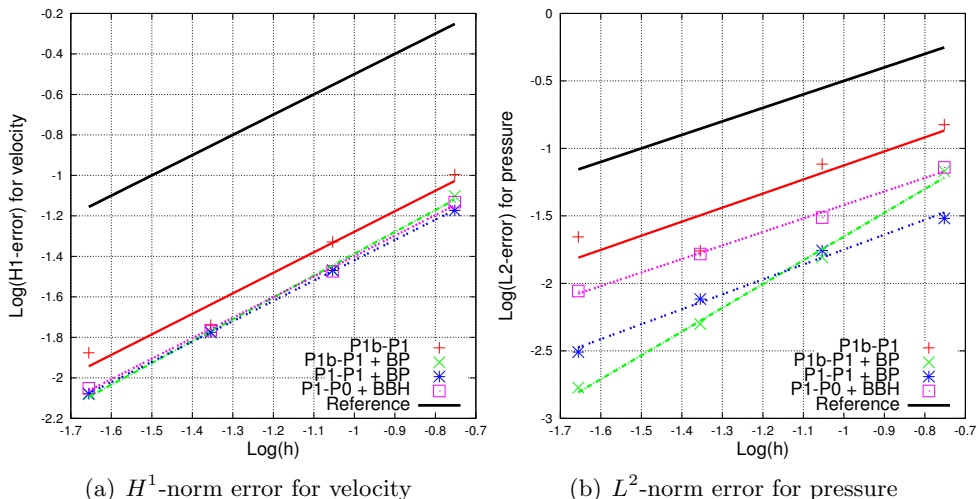 -0.2
-0.4
-0.6
-0.8
-1
-1.2
-1.4
-1.6
-1.8
-2
-2.2
Log(H1-error) for velocity
P1b-P1
P1b-P1 + BP
P1-P1 + BP
P1-P0 + BBH
Reference
-1.7 -1.6 -1.5 -1.4 -1.3 -1.2 -1.1 -1 -0.9 -0.8 -0.7
Log(h)
(a) H¹-norm error for velocity
0
-0.5
-1
-1.5
-2
-2.5
-3
Log(L2-error) for pressure
P1b-P1
P1b-P1 + BP
P1-P1 + BP
P1-P0 + BBH
Reference
-1.7 -1.6 -1.5 -1.4 -1.3 -1.2 -1.1 -1 -0.9 -0.8 -0.7
Log(h)
(b) L²-norm error for pressure